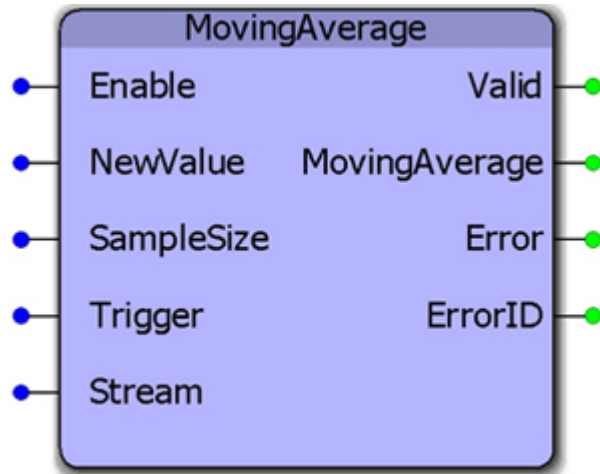 MovingAverage
Enable Valid
NewValue MovingAverage
SampleSize Error
Trigger ErrorID
Stream